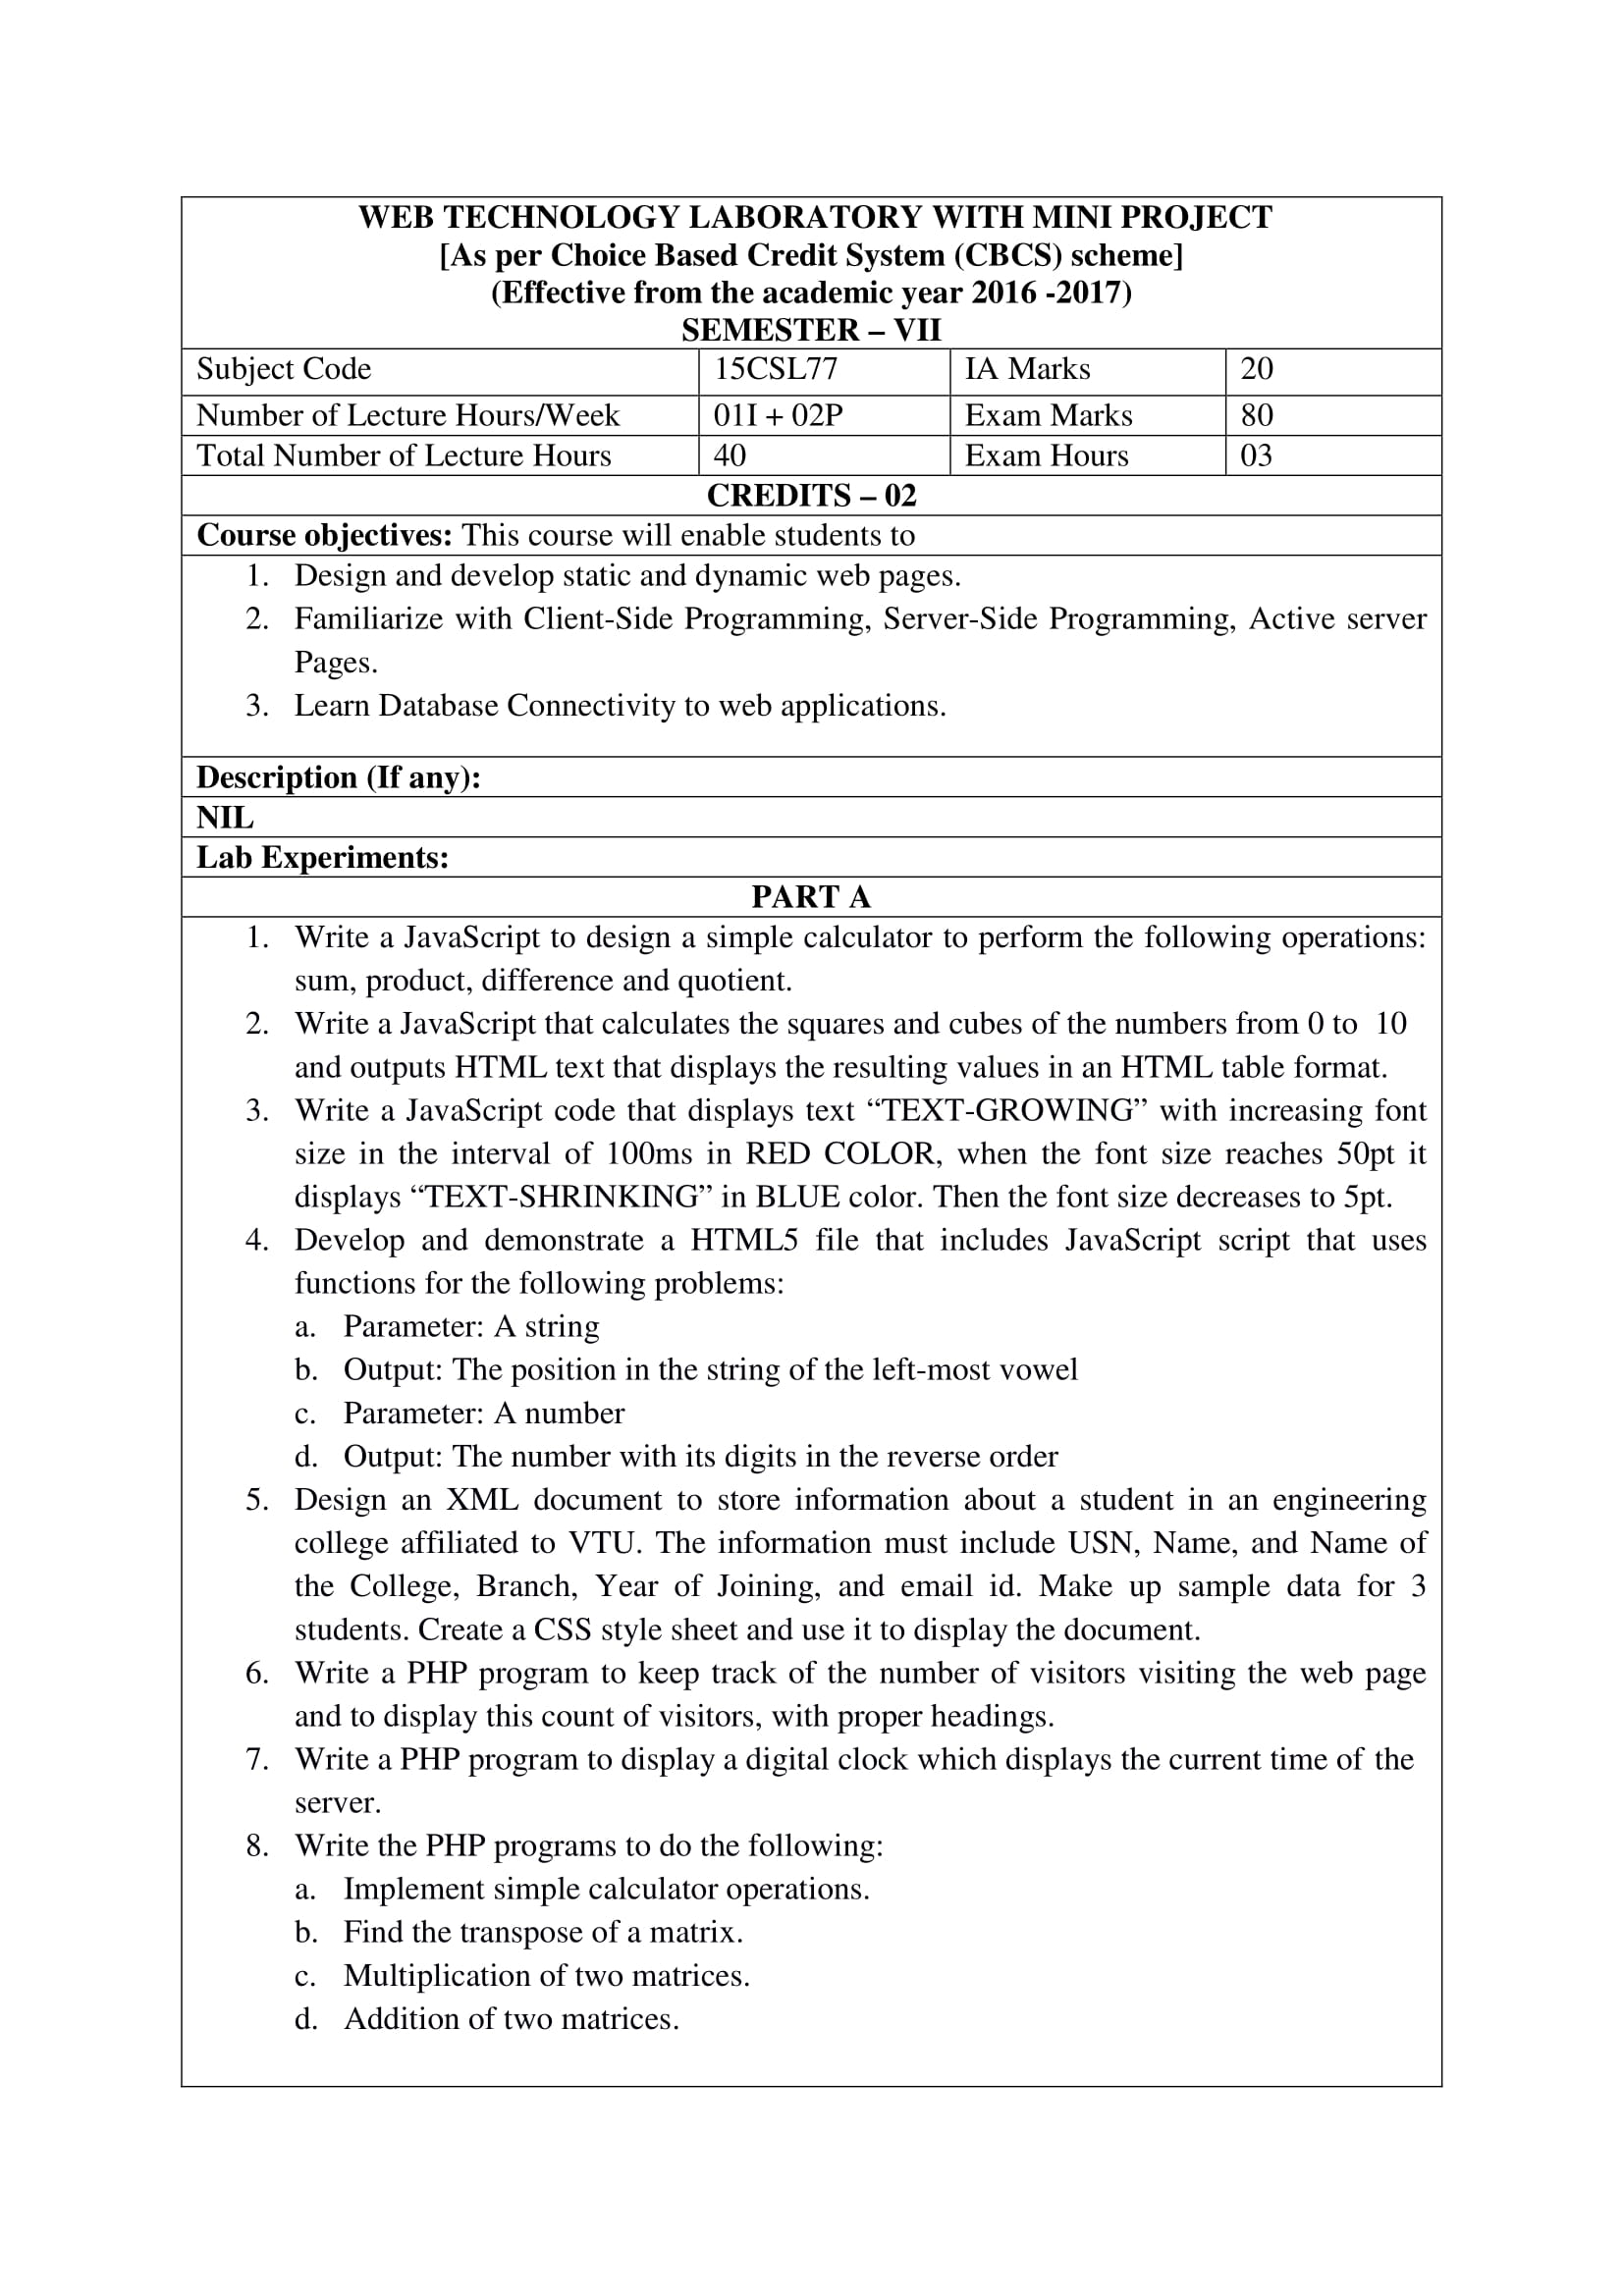 WEB TECHNOLOGY LABORATORY WITH MINI PROJECT
[As per Choice Based Credit System (CBCS) scheme]
(Effective from the academic year 2016 -2017)
SEMESTER – VII
Subject Code 15CSL77 IA Marks 20
Number of Lecture Hours/Week 01I + 02P Exam Marks 80
Total Number of Lecture Hours 40 Exam Hours 03
CREDITS – 02
Course objectives: This course will enable students to
1. Design and develop static and dynamic web pages.
2. Familiarize with Client-Side Programming, Server-Side Programming, Active server
Pages.
3. Learn Database Connectivity to web applications.
Description (If any):
NIL
Lab Experiments:
PART A
1. Write a JavaScript to design a simple calculator to perform the following operations:
sum, product, difference and quotient.
2. Write a JavaScript that calculates the squares and cubes of the numbers from 0 to 10
and outputs HTML text that displays the resulting values in an HTML table format.
3. Write a JavaScript code that displays text “TEXT-GROWING” with increasing font
size in the interval of 100ms in RED COLOR, when the font size reaches 50pt it
displays “TEXT-SHRINKING” in BLUE color. Then the font size decreases to 5pt.
4. Develop and demonstrate a HTML5 file that includes JavaScript script that uses
functions for the following problems:
a. Parameter: A string
b. Output: The position in the string of the left-most vowel
c. Parameter: A number
d. Output: The number with its digits in the reverse order
5. Design an XML document to store information about a student in an engineering
college affiliated to VTU. The information must include USN, Name, and Name of
the College, Branch, Year of Joining, and email id. Make up sample data for 3
students. Create a CSS style sheet and use it to display the document.
6. Write a PHP program to keep track of the number of visitors visiting the web page
and to display this count of visitors, with proper headings.
7. Write a PHP program to display a digital clock which displays the current time of the
server.
8. Write the PHP programs to do the following:
a. Implement simple calculator operations.
b. Find the transpose of a matrix.
c. Multiplication of two matrices.
d. Addition of two matrices.